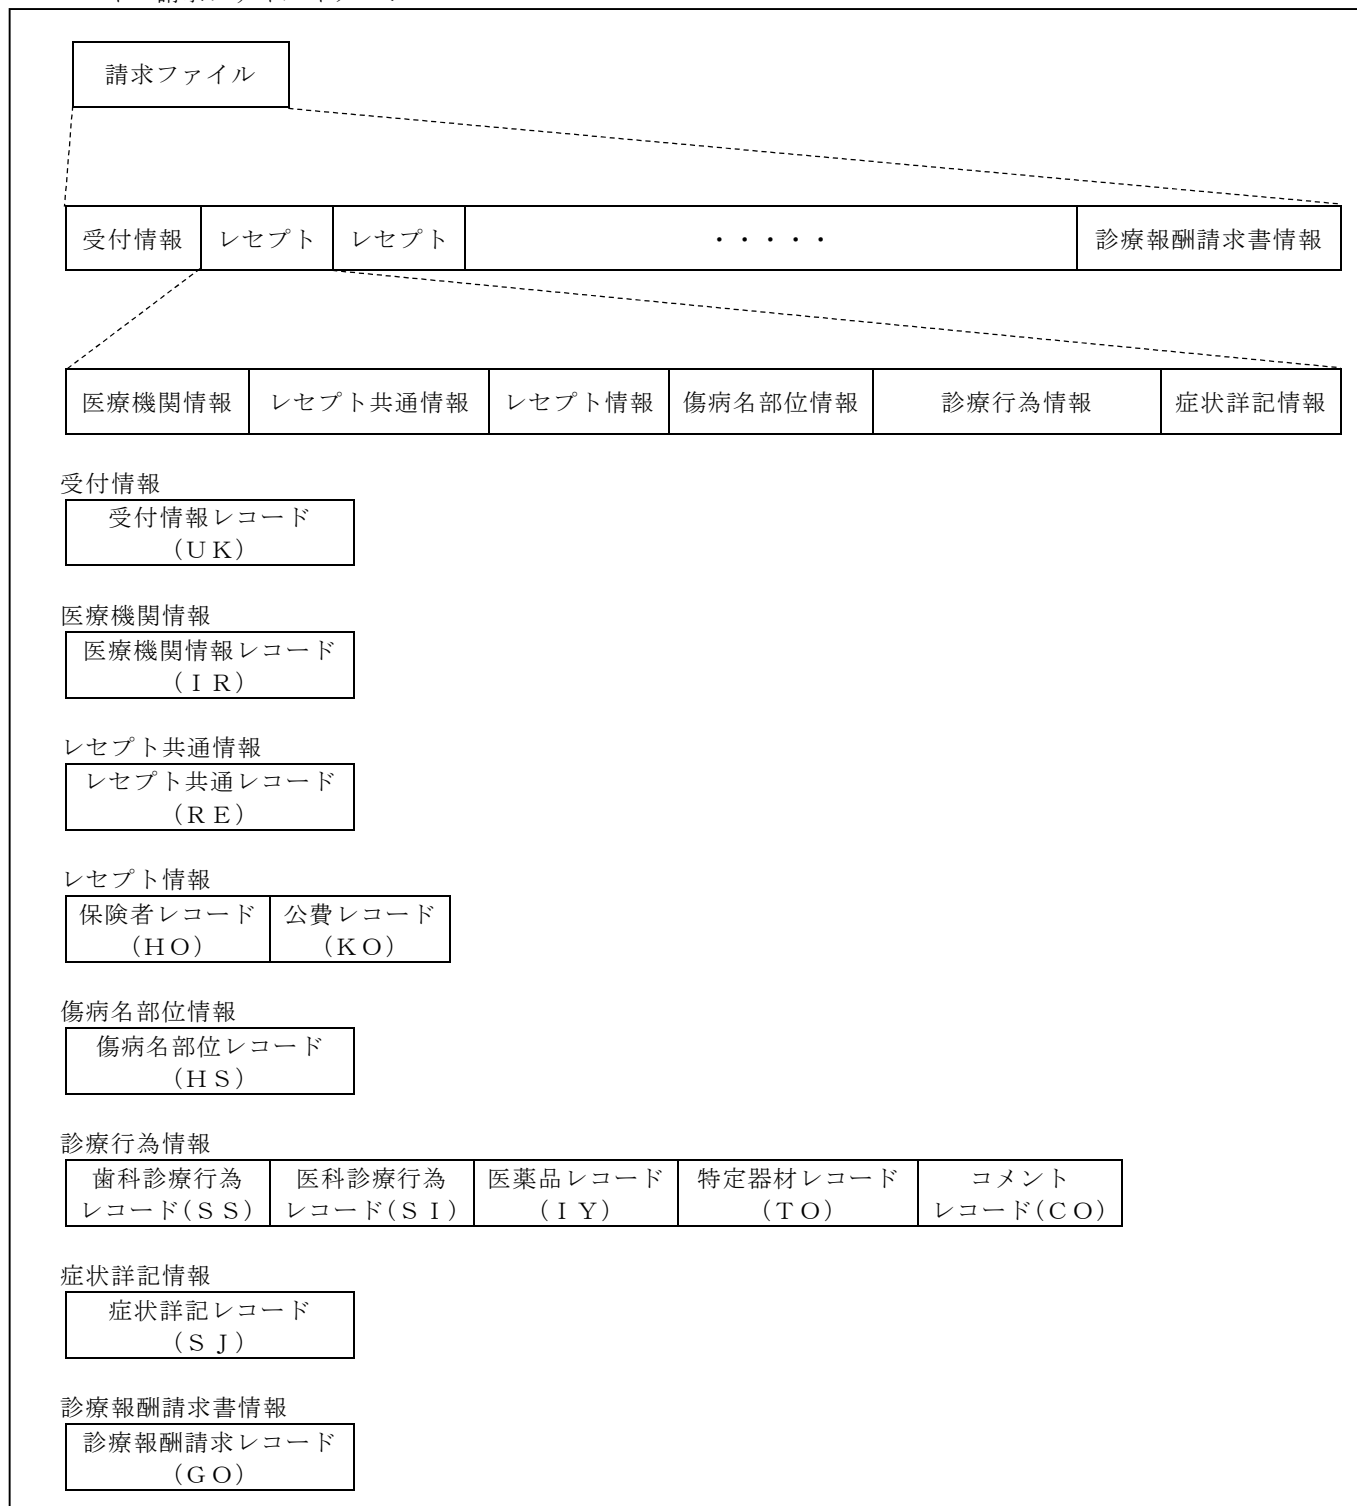 請求ファイル
受付情報 レセプト レセプト ・・・・・ 診療報酬請求書情報
医療機関情報 レセプト共通情報 レセプト情報 傷病名部位情報 診療行為情報 症状詳記情報
受付情報
受付情報レコード
（ＵＫ）
医療機関情報
医療機関情報レコード
（ＩＲ）
レセプト共通情報
レセプト共通レコード
（ＲＥ）
レセプト情報
保険者レコード 公費レコード
（ＨＯ） （ＫＯ）
傷病名部位情報
傷病名部位レコード
（ＨＳ）
診療行為情報
歯科診療行為 医科診療行為 医薬品レコード 特定器材レコード コメント
レコード（ＳＳ） レコード（ＳＩ） （ＩＹ） （ＴＯ） レコード（ＣＯ）
症状詳記情報
症状詳記レコード
（ＳＪ）
診療報酬請求書情報
診療報酬請求レコード
（ＧＯ）